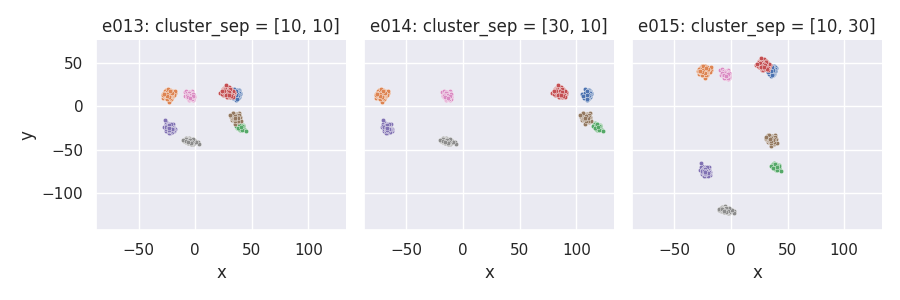 e013: cluster_sep = [10, 10]
e014: cluster_sep = [30, 10]
e015: cluster_sep = [10, 30]
y
50
0
−50
−100
−50 0 50 100
−50 0 50 100
−50 0 50 100
x
x
x